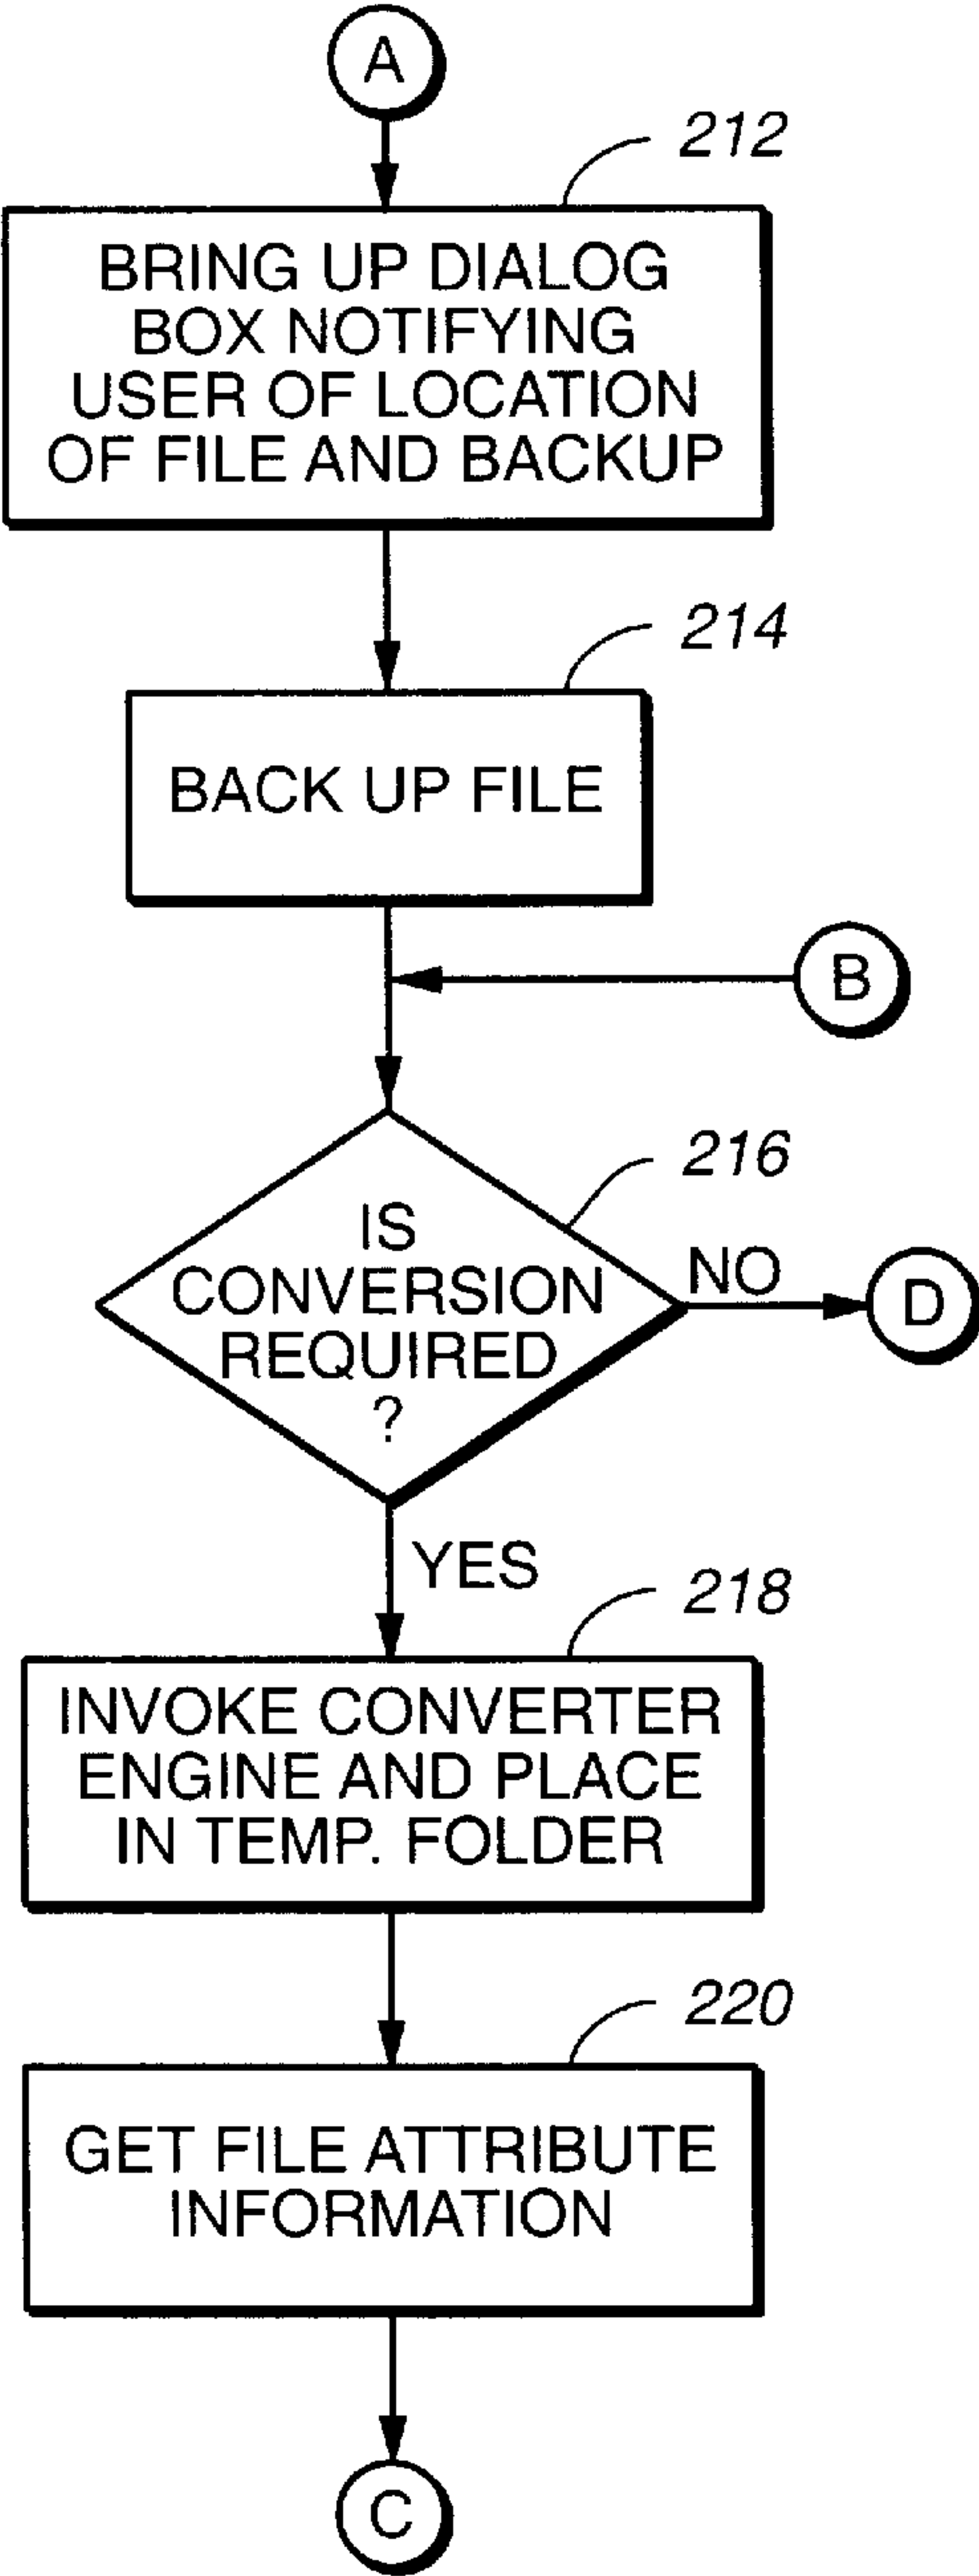 A
212
BRING UP DIALOG
BOX NOTIFYING
USER OF LOCATION
OF FILE AND BACKUP
214
BACK UP FILE
B
216
IS
CONVERSION
REQUIRED
?
NO
D
YES
218
INVOKE CONVERTER
ENGINE AND PLACE
IN TEMP. FOLDER
220
GET FILE ATTRIBUTE
INFORMATION
C